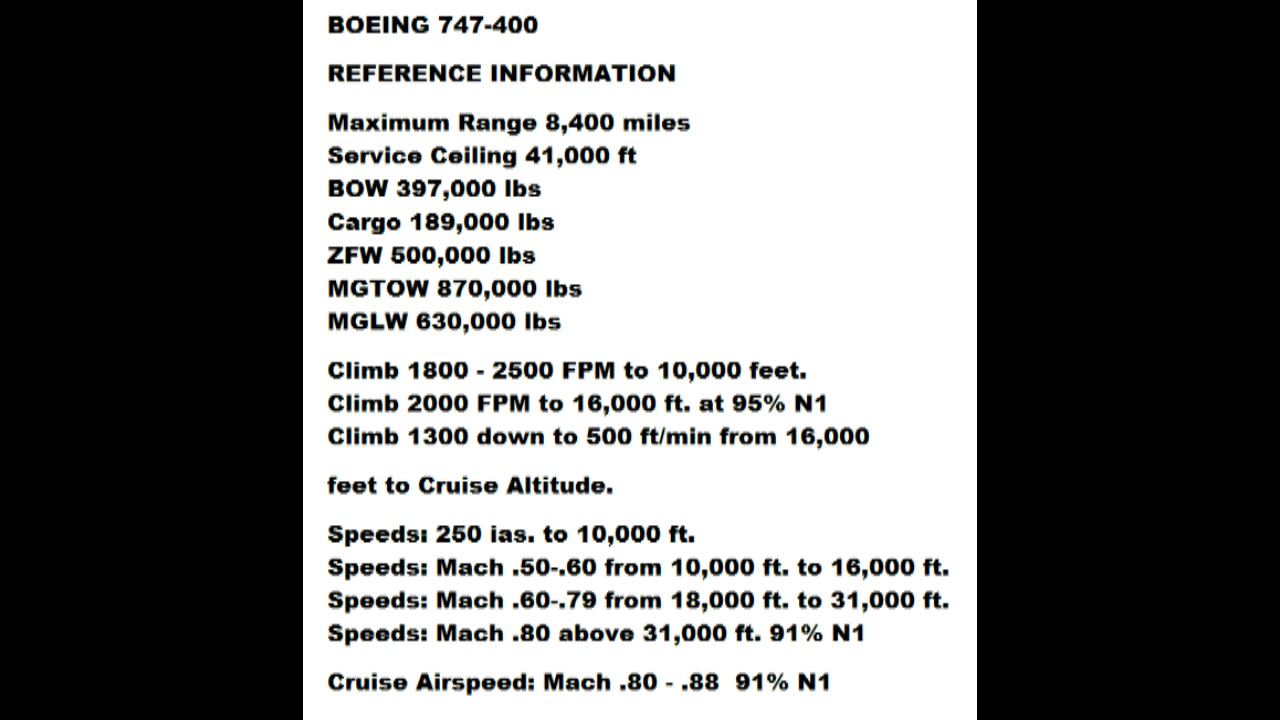 BOEING 747-400
REFERENCE INFORMATION
Maximum Range 8,400 miles
Service Ceiling 41,000 ft
BOW 397,000 lbs
Cargo 189,000 lbs
ZFW 500,000 lbs
MGTOW 870,000 lbs
MGLW 630,000 lbs
Climb 1800 - 2500 FPM to 10,000 feet.
Climb 2000 FPM to 16,000 ft. at 95% N1
Climb 1300 down to 500 ft/min from 16,000
feet to Cruise Altitude.
Speeds: 250 ias. to 10,000 ft.
Speeds: Mach .50-.60 from 10,000 ft. to 16,000 ft.
Speeds: Mach .60-.79 from 18,000 ft. to 31,000 ft.
Speeds: Mach .80 above 31,000 ft. 91% N1
Cruise Airspeed: Mach .80 - .88  91% N1